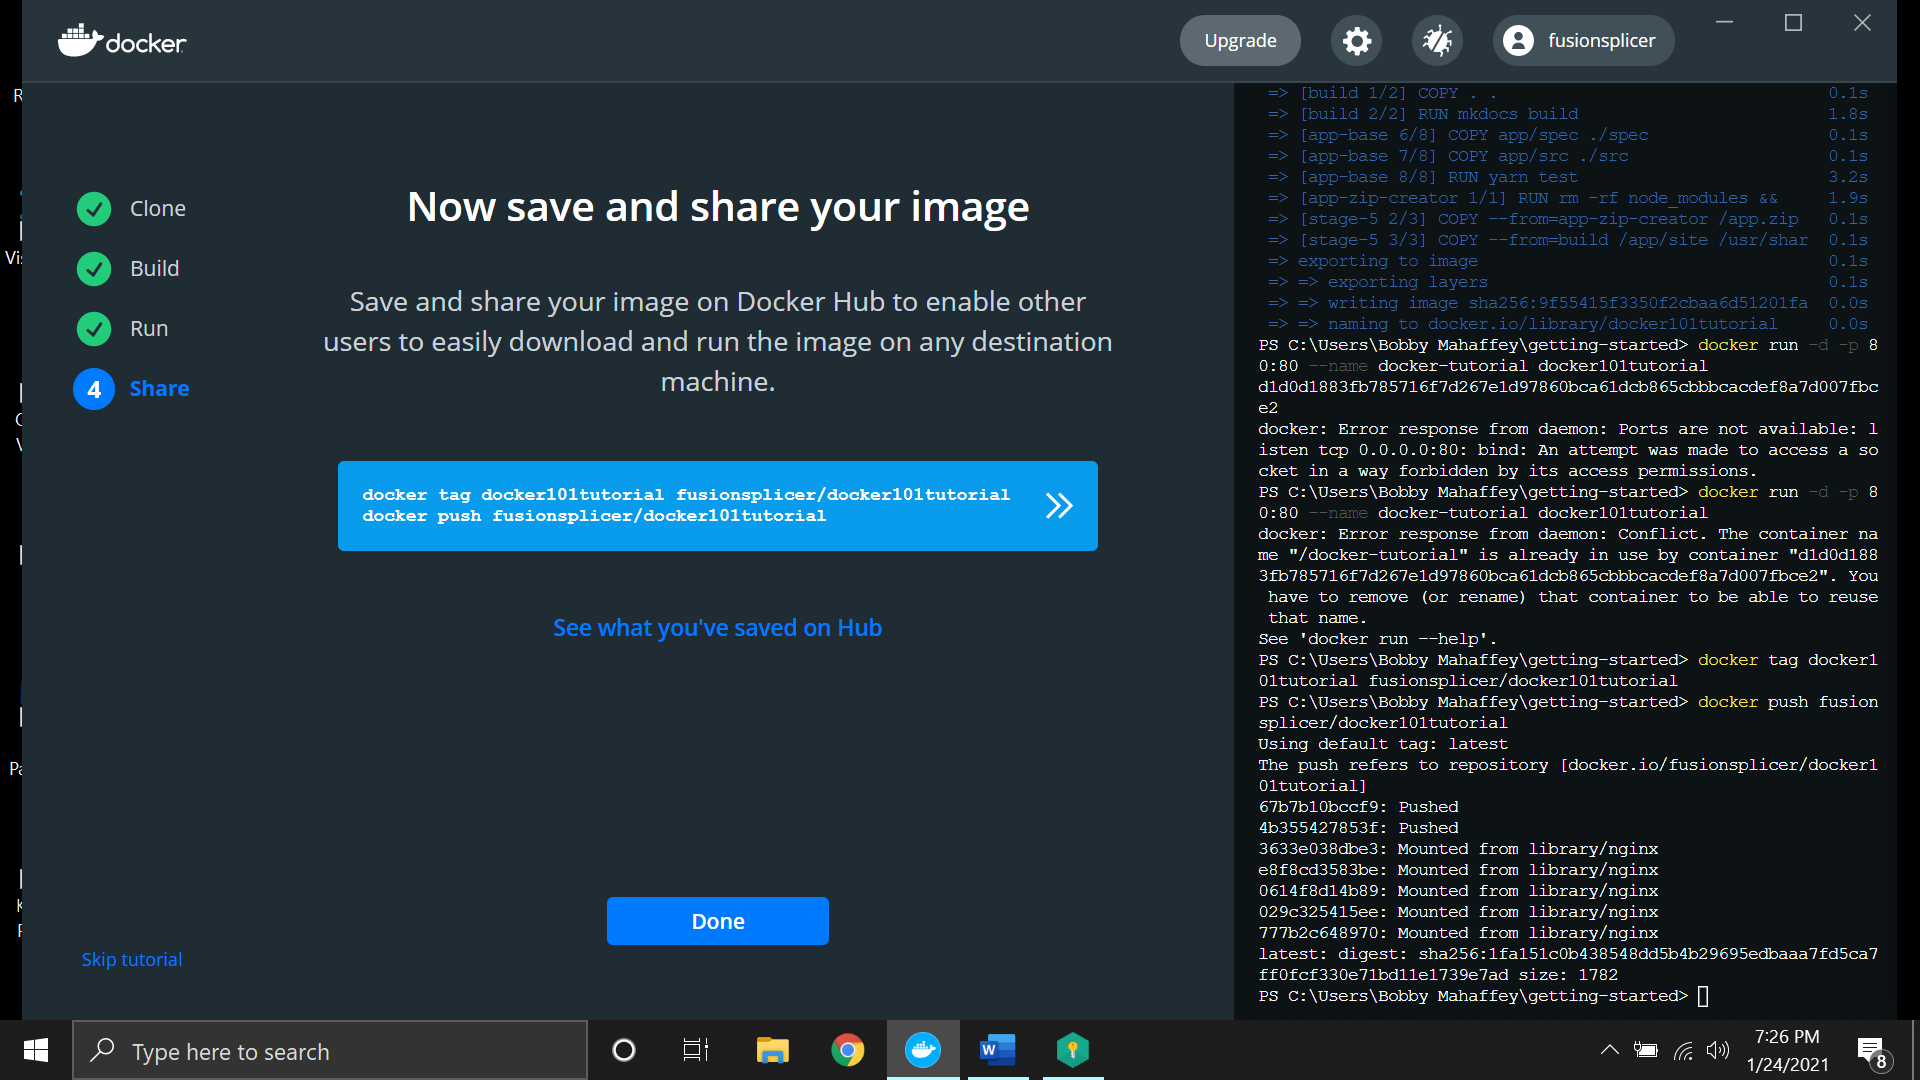 docker
Upgrade
fusionsplicer
Clone
Build
Run
4 Share
Now save and share your image
Save and share your image on Docker Hub to enable other
users to easily download and run the image on any destination
machine.
docker tag docker101tutorial fusionsplicer/docker101tutorial
docker push fusionsplicer/docker101tutorial
See what you've saved on Hub
Done
Skip tutorial
=> [build 1/2] COPY . . 0.1s
=> [build 2/2] RUN mkdocs build 1.8s
=> [app-base 6/8] COPY app/spec ./spec 0.1s
=> [app-base 7/8] COPY app/src ./src 0.1s
=> [app-base 8/8] RUN yarn test 3.2s
=> [app-zip-creator 1/1] RUN rm -rf node_modules && 1.9s
=> [stage-5 2/3] COPY --from=app-zip-creator /app.zip 0.1s
=> [stage-5 3/3] COPY --from=build /app/site /usr/shar 0.1s
=> exporting to image 0.1s
=> => exporting layers 0.1s
=> => writing image sha256:9f55415f3350f2cbaa6d51201fa 0.0s
=> => naming to docker.io/library/docker101tutorial 0.0s
PS C:\Users\Bobby Mahaffey\getting-started> docker run -d -p 8
0:80 --name docker-tutorial docker101tutorial
d1d0d1883fb785716f7d267e1d97860bca61dcb865cbbbcacdef8a7d007fbc
e2
docker: Error response from daemon: Ports are not available: l
isten tcp 0.0.0.0:80: bind: An attempt was made to access a so
cket in a way forbidden by its access permissions.
PS C:\Users\Bobby Mahaffey\getting-started> docker run -d -p 8
0:80 --name docker-tutorial docker101tutorial
docker: Error response from daemon: Conflict. The container na
me "/docker-tutorial" is already in use by container "d1d0d188
3fb785716f7d267e1d97860bca61dcb865cbbbcacdef8a7d007fbce2". You
have to remove (or rename) that container to be able to reuse
that name.
See 'docker run --help'.
PS C:\Users\Bobby Mahaffey\getting-started> docker tag docker1
01tutorial fusionsplicer/docker101tutorial
PS C:\Users\Bobby Mahaffey\getting-started> docker push fusion
splicer/docker101tutorial
Using default tag: latest
The push refers to repository [docker.io/fusionsplicer/docker1
01tutorial]
67b7b10bccf9: Pushed
4b355427853f: Pushed
3633e038dbe3: Mounted from library/nginx
e8f8cd3583be: Mounted from library/nginx
0614f8d14b89: Mounted from library/nginx
029c325415ee: Mounted from library/nginx
777b2c648970: Mounted from library/nginx
latest: digest: sha256:1fa151c0b438548dd5b4b29695edbaaa7fd5ca7
ff0fcf330e71bd11e1739e7ad size: 1782
PS C:\Users\Bobby Mahaffey\getting-started>
Type here to search
W
7:26 PM
1/24/2021
8